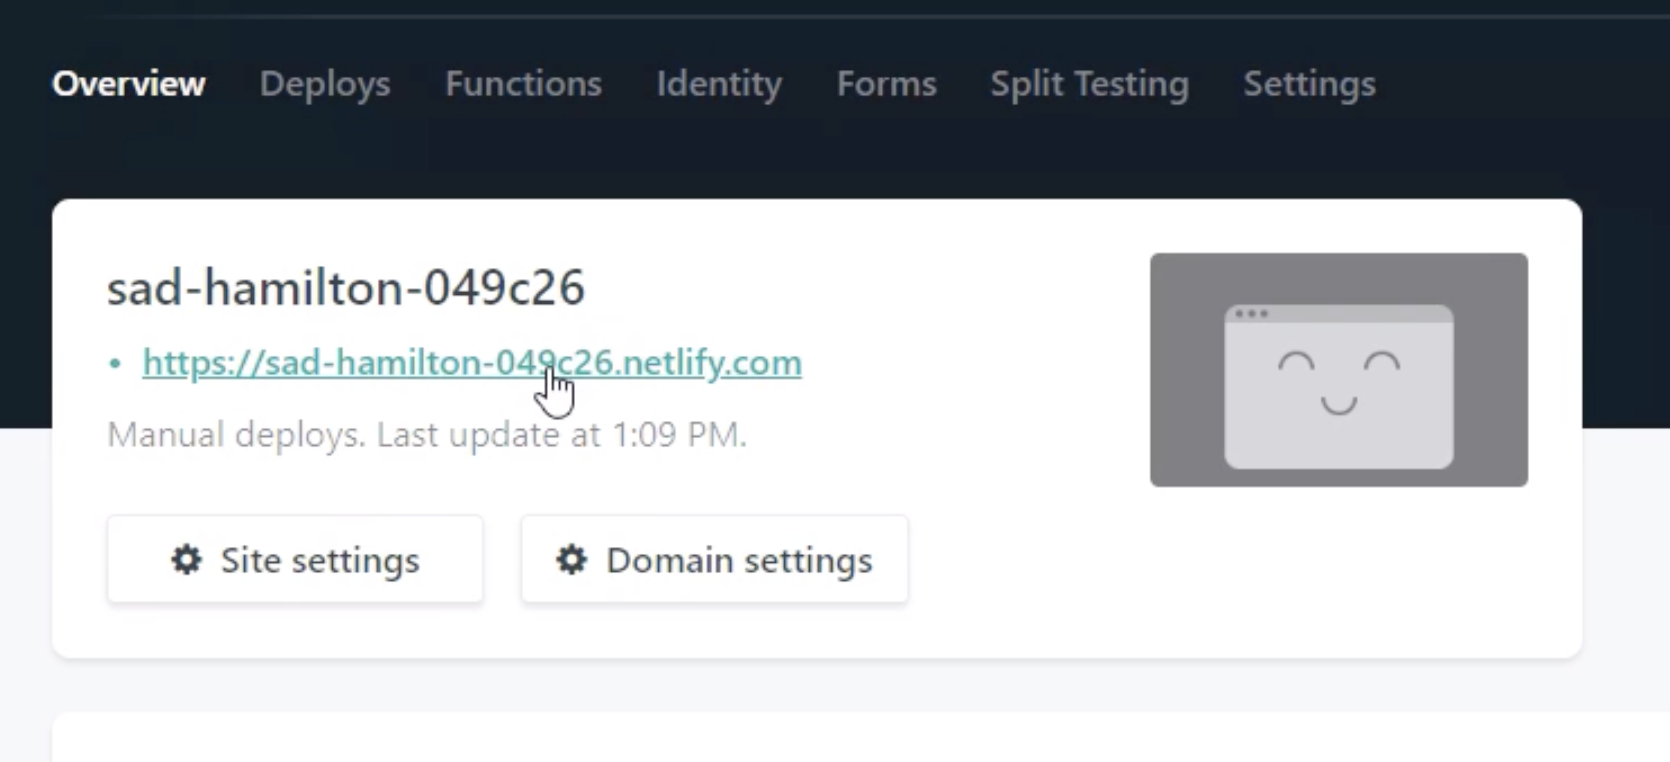 Overview Deploys Functions Identity Forms Split Testing Settings
sad-hamilton-049c26
• https://sad-hamilton-049c26.netlify.com
Manual deploys. Last update at 1:09 PM.
Site settings Domain settings